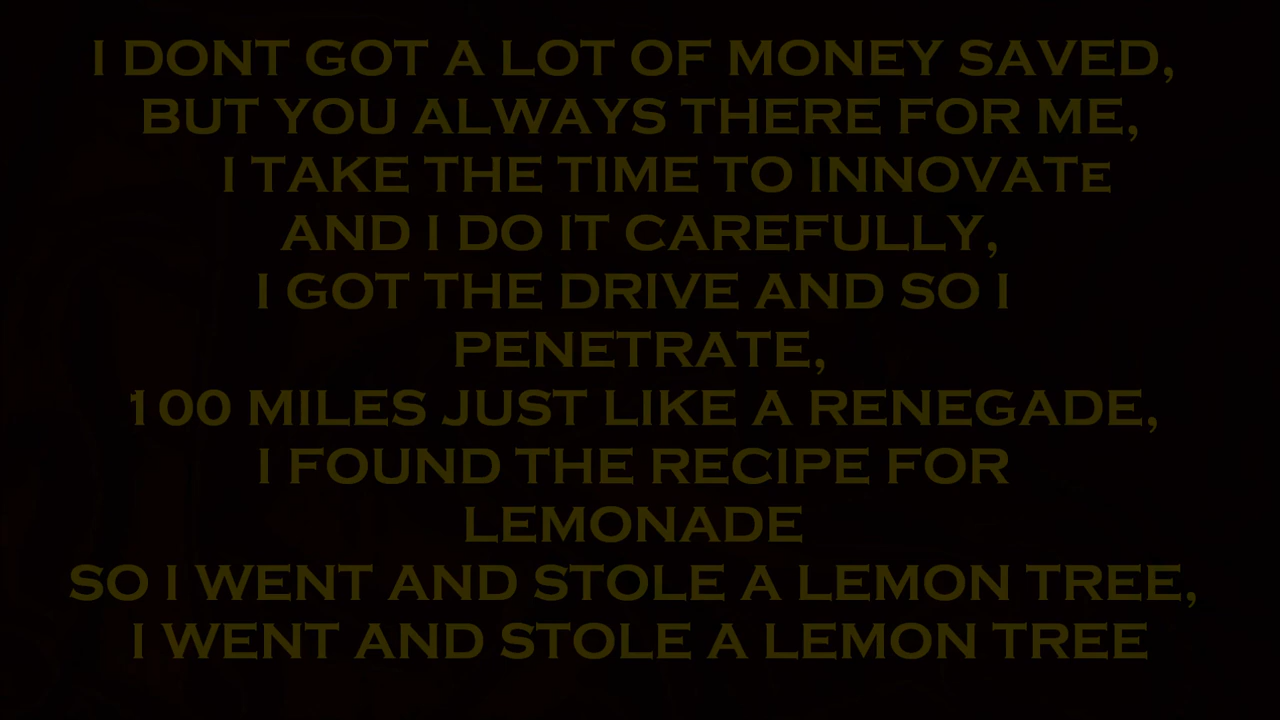 I DONT GOT A LOT OF MONEY SAVED,
BUT YOU ALWAYS THERE FOR ME,
I TAKE THE TIME TO INNOVATE
AND I DO IT CAREFULLY,
I GOT THE DRIVE AND SO I
PENETRATE,
100 MILES JUST LIKE A RENEGADE,
I FOUND THE RECIPE FOR
LEMONADE
SO I WENT AND STOLE A LEMON TREE,
I WENT AND STOLE A LEMON TREE